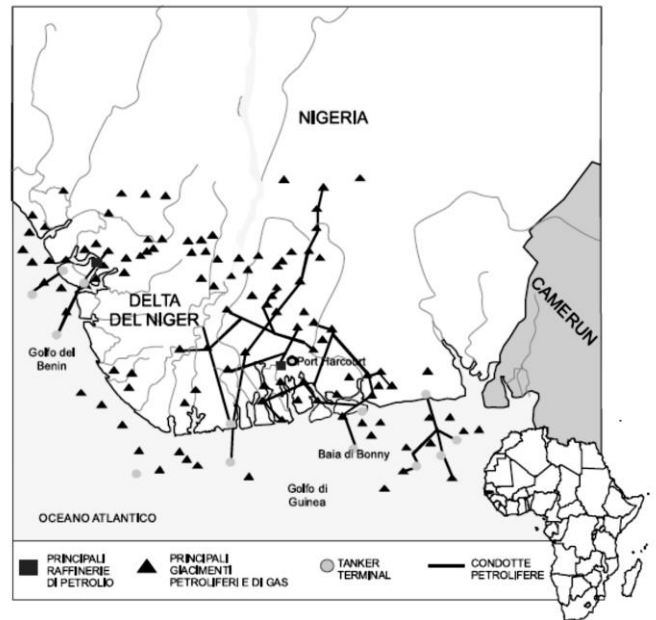 NIGERIA
CAMERUN
DELTA
DEL NIGER
Port Harcourt
Golfo del
Benin
Baia di Bonny
Golfo di
Guinea
OCEANO ATLANTICO
PRINCIPALI
RAFFINERIE
DI PETROLIO
PRINCIPALI
GIACIMENTI
PETROLIFERI E DI GAS
TANKER
TERMINAL
CONDOTTE
PETROLIFERE